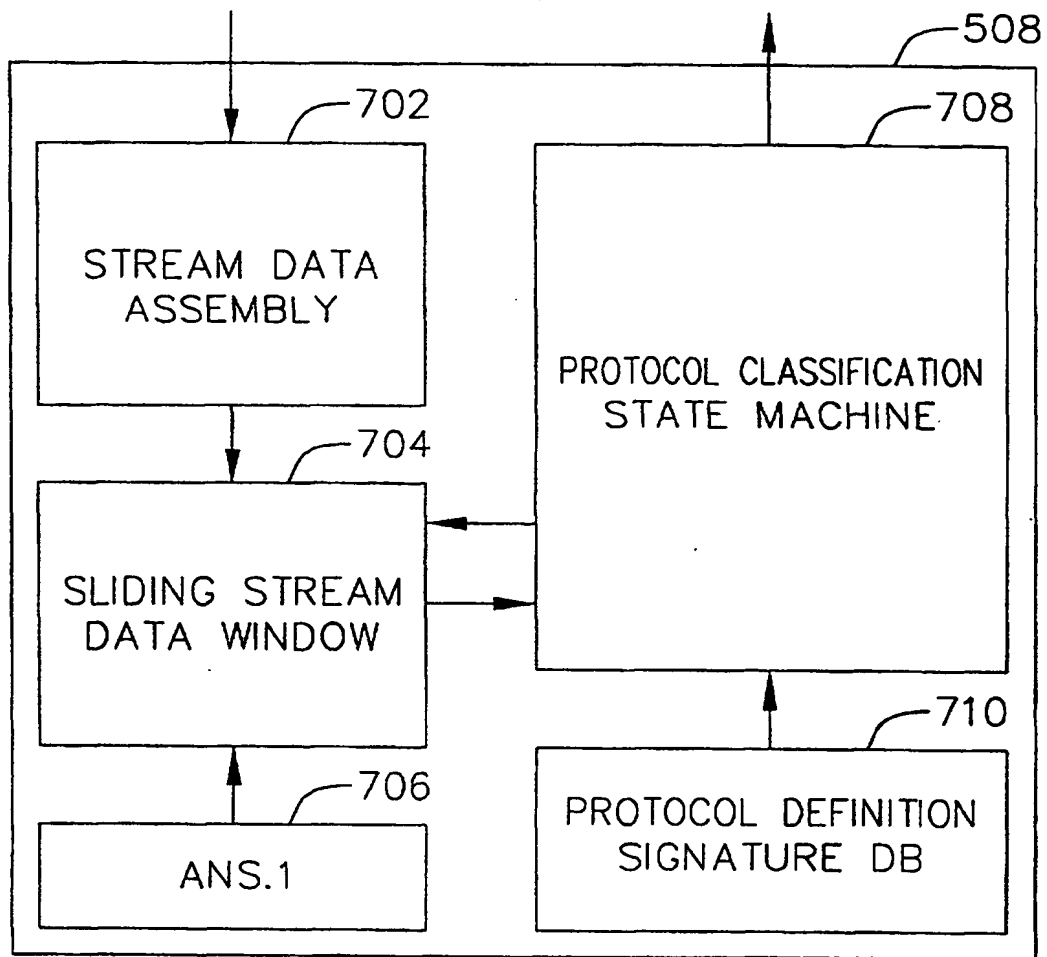 508
702
STREAM DATA
ASSEMBLY
708
PROTOCOL CLASSIFICATION
STATE MACHINE
704
SLIDING STREAM
DATA WINDOW
706
ANS.1
710
PROTOCOL DEFINITION
SIGNATURE DB